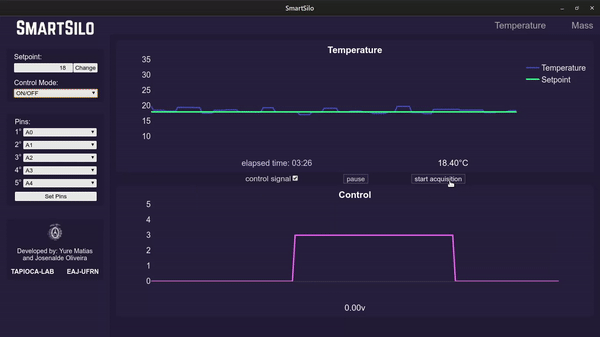 SmartSilo
SMARTSILO
Temperature Mass
Setpoint:
18 Change
Control Mode:
ON/OFF
Pins:
1° A0
2° A1
3° A2
4° A3
5° A4
Set Pins
Developed by: Yure Matias
and Josenalde Oliveira
TAPIOCA-LAB EAJ-UFRN
Temperature
35
30
25
20
15
10
Temperature
Setpoint
elapsed time: 03:26 18.40°C
control signal pause start acquisition
Control
5
4
3
2
1
0
0.00v